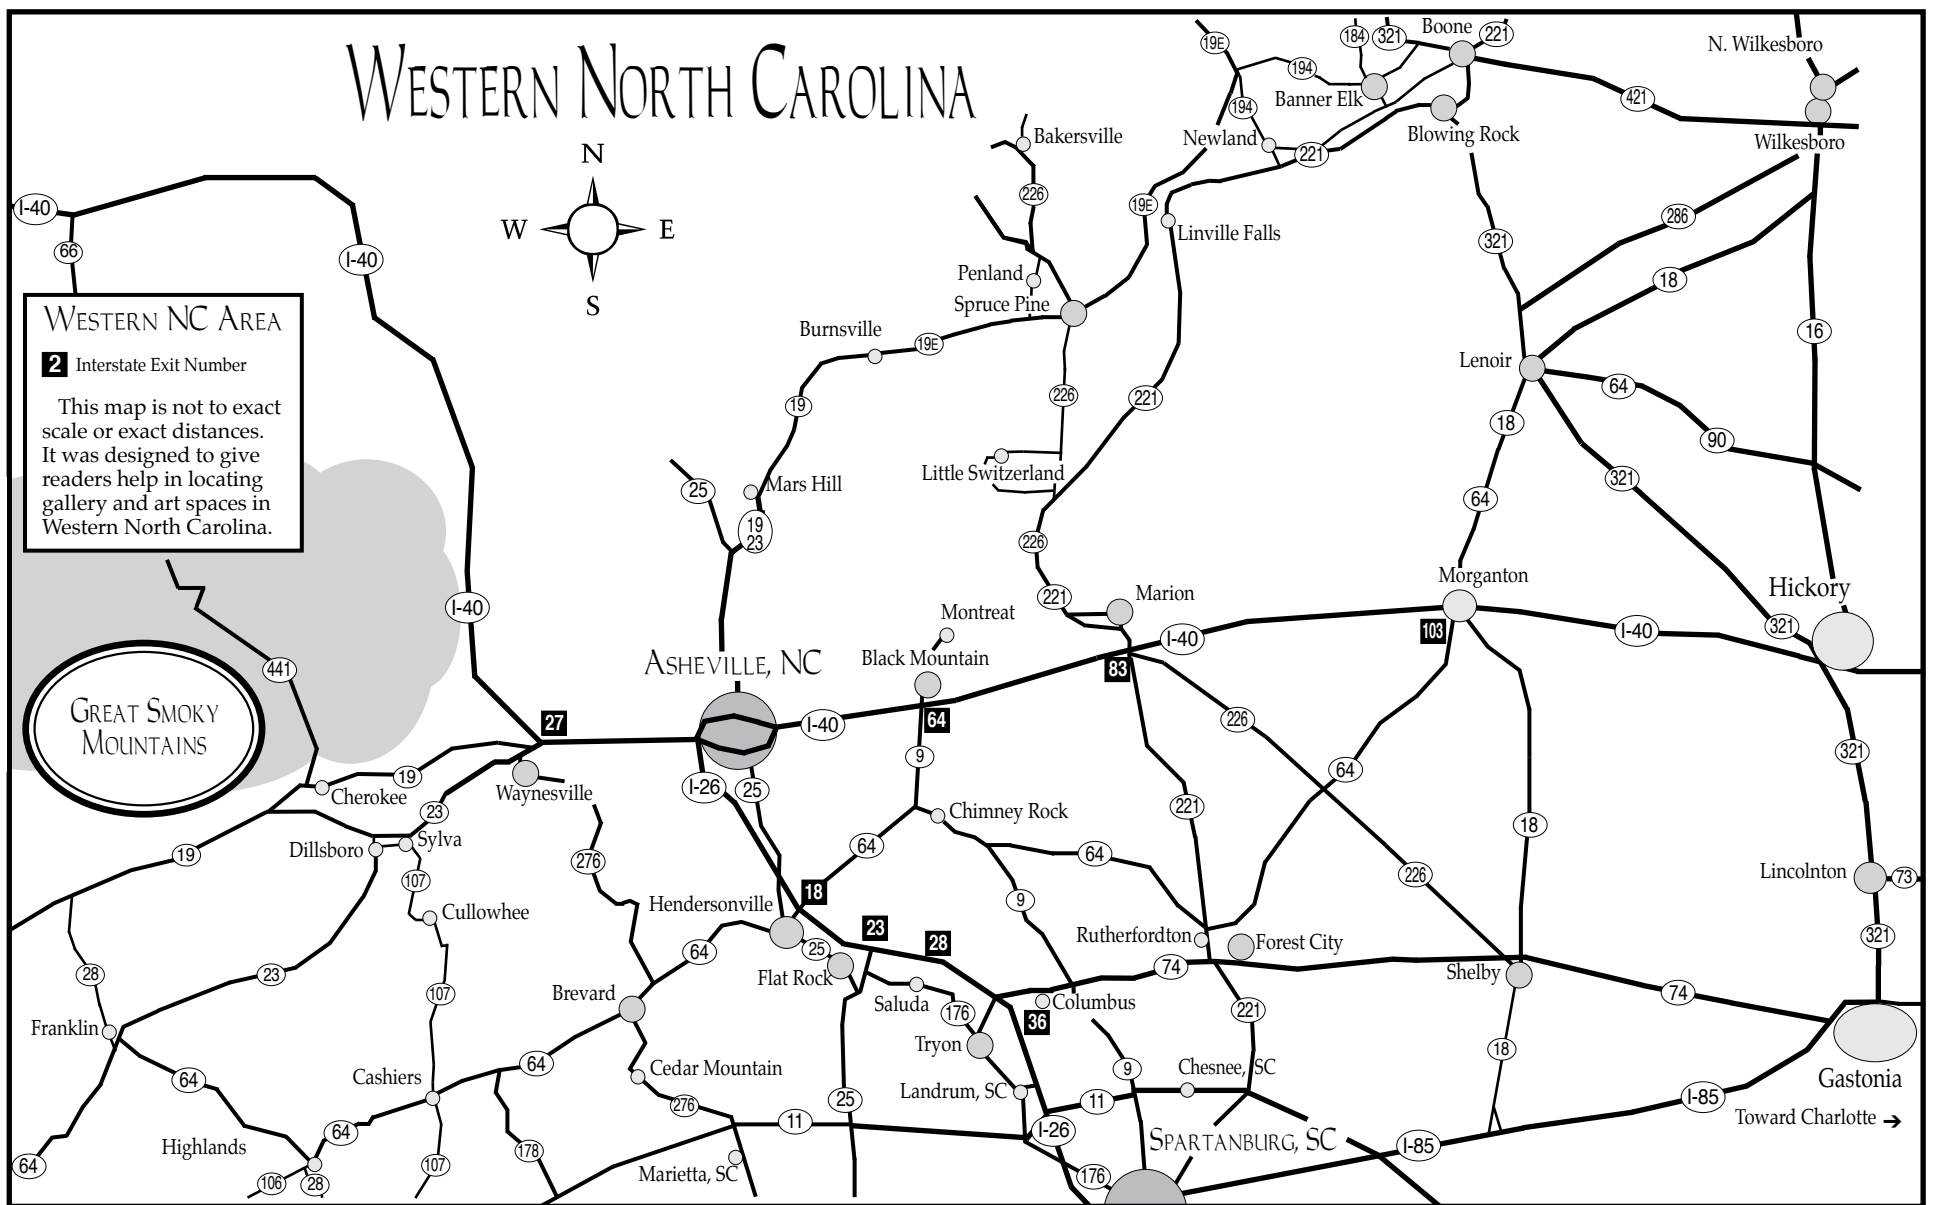 WESTERN NORTH CAROLINA
N
W
E
S
I-40
66
I-40
WESTERN NC AREA
2 Interstate Exit Number
This map is not to exact
scale or exact distances.
It was designed to give
readers help in locating
gallery and art spaces in
Western North Carolina.
I-40
441
GREAT SMOKY
MOUNTAINS
27
19
Cherokee
23
Waynesville
Dillsboro
Sylva
19
107
Cullowhee
276
28
23
107
Franklin
64
64
Cashiers
64
Highlands
64
106
28
107
178
Brevard
64
Cedar Mountain
276
11
Marietta, SC
25
Mars Hill
19
23
19
Burnsville
19E
ASHEVILLE, NC
I-40
I-26
25
Montreat
Black Mountain
64
9
Chimney Rock
64
64
9
18
Hendersonville
25
Flat Rock
23
28
Saluda
176
Columbus
36
Tryon
Landrum, SC
25
11
I-26
176
9
Chesnee, SC
SPARTANBURG, SC
221
74
Rutherfordton
Forest City
Bakersville
226
Penland
Spruce Pine
226
Little Switzerland
226
221
221
Marion
83
I-40
226
221
64
226
19E
194
194
184
321
Boone
221
Banner Elk
Newland
221
Blowing Rock
19E
Linville Falls
421
N. Wilkesboro
Wilkesboro
286
18
321
16
Lenoir
64
90
18
321
64
Morganton
103
I-40
Hickory
321
321
18
Lincolnton
73
321
Shelby
74
18
Gastonia
I-85
I-85
Toward Charlotte ➔